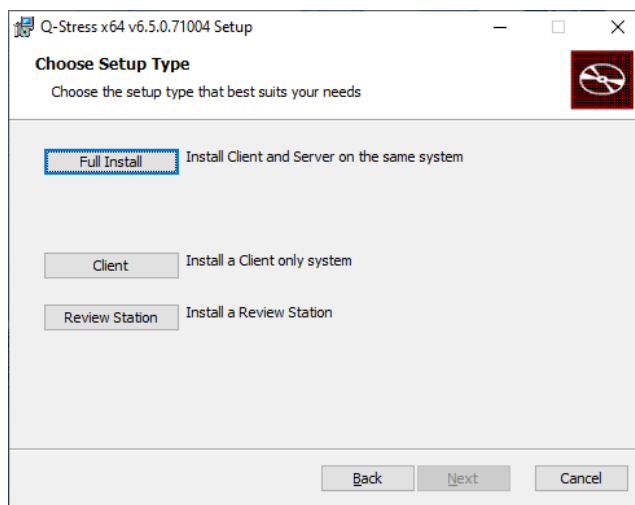 Q-Stress x64 v6.5.0.71004 Setup
Choose Setup Type
Choose the setup type that best suits your needs
Full Install Install Client and Server on the same system
Client Install a Client only system
Review Station Install a Review Station
Back Next Cancel